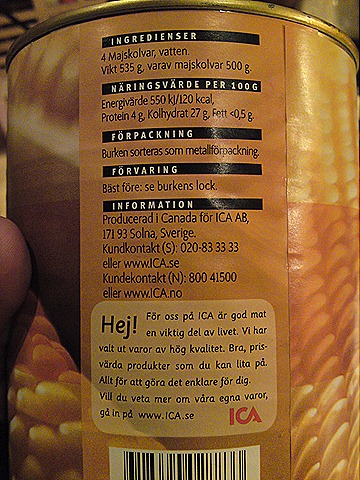 INGREDIENSER
4 Majskolvar, vatten.
Vikt 535 g, varav majskolvar 500 g.
NÄRINGSVÄRDE PER 100G
Energivärde 550 kJ/120 kcal,
Protein 4 g, Kolhydrat 27 g, Fett <0,5 g.
FÖRPACKNING
Burken sorteras som metallförpackning.
FÖRVARING
Bäst före: se burkens lock.
INFORMATION
Producerad i Canada för ICA AB,
171 93 Solna, Sverige.
Kundkontakt (S): 020-83 33 33
eller www.ICA.se
Kundekontakt (N): 800 41500
eller www.ICA.no
Hej! För oss på ICA är god mat
en viktig del av livet. Vi har
valt ut varor av hög kvalitet. Bra, pris-
värda produkter som du kan lita på.
Allt för att göra det enklare för dig.
Vill du veta mer om våra egna varor,
gå in på www.ICA.se
ICA